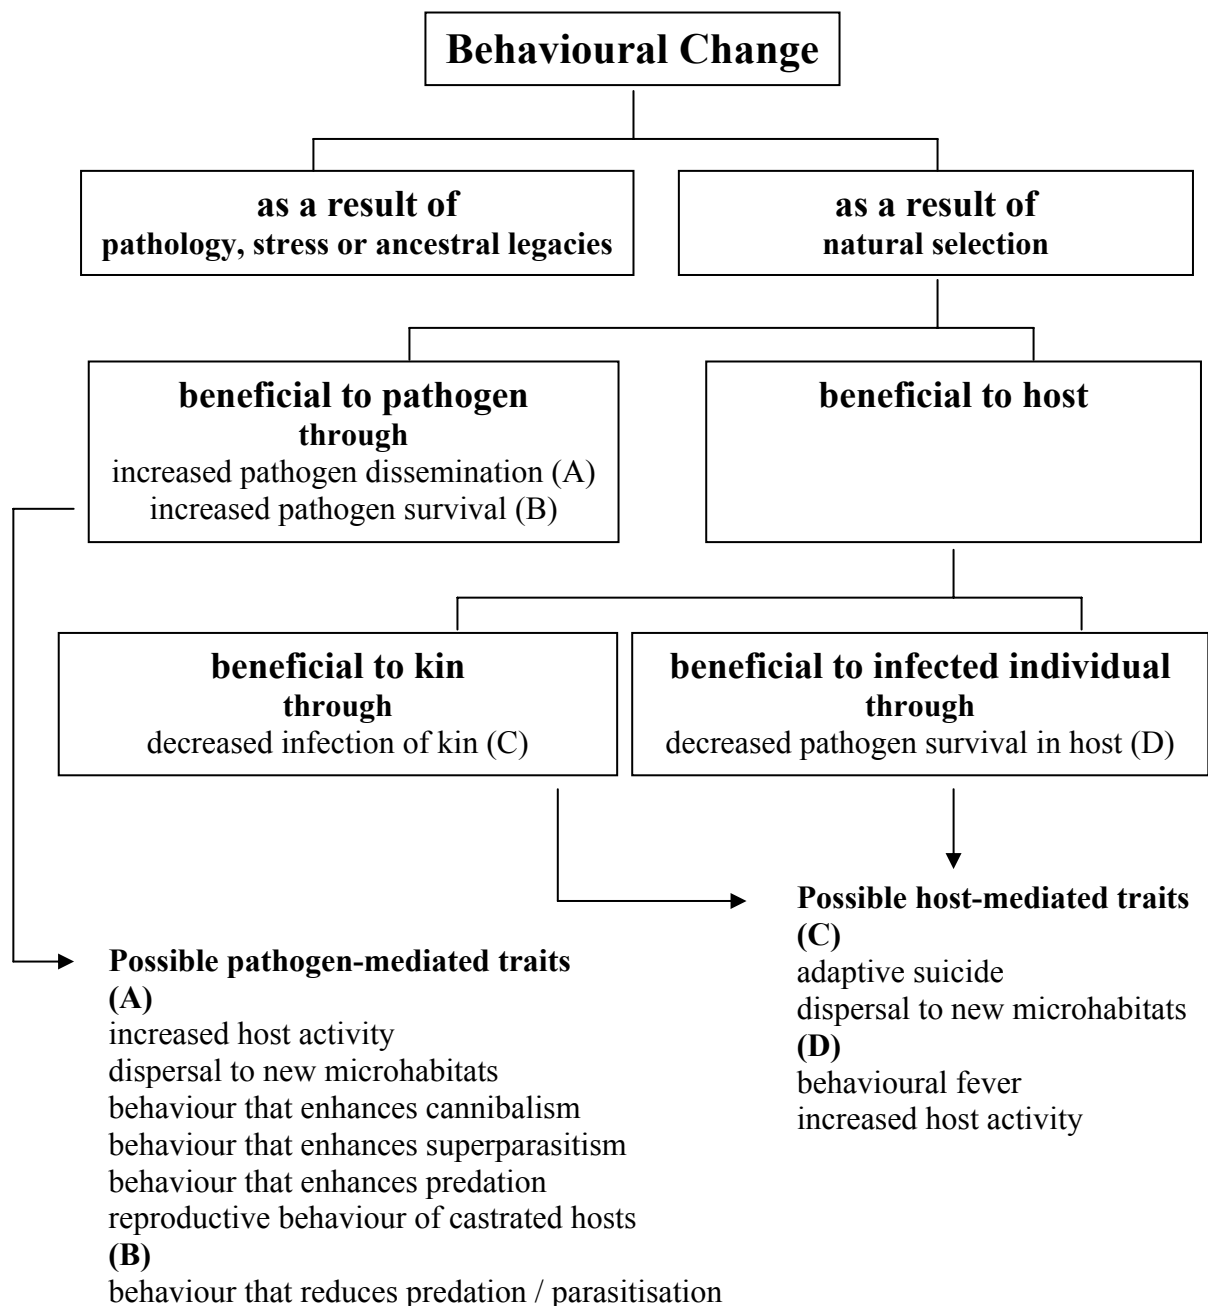 Behavioural Change
as a result of
pathology, stress or ancestral legacies
as a result of
natural selection
beneficial to pathogen
through
increased pathogen dissemination (A)
increased pathogen survival (B)
beneficial to host
beneficial to kin
through
decreased infection of kin (C)
beneficial to infected individual
through
decreased pathogen survival in host (D)
Possible host-mediated traits
(C)
adaptive suicide
dispersal to new microhabitats
(D)
behavioural fever
increased host activity
Possible pathogen-mediated traits
(A)
increased host activity
dispersal to new microhabitats
behaviour that enhances cannibalism
behaviour that enhances superparasitism
behaviour that enhances predation
reproductive behaviour of castrated hosts
(B)
behaviour that reduces predation / parasitisation